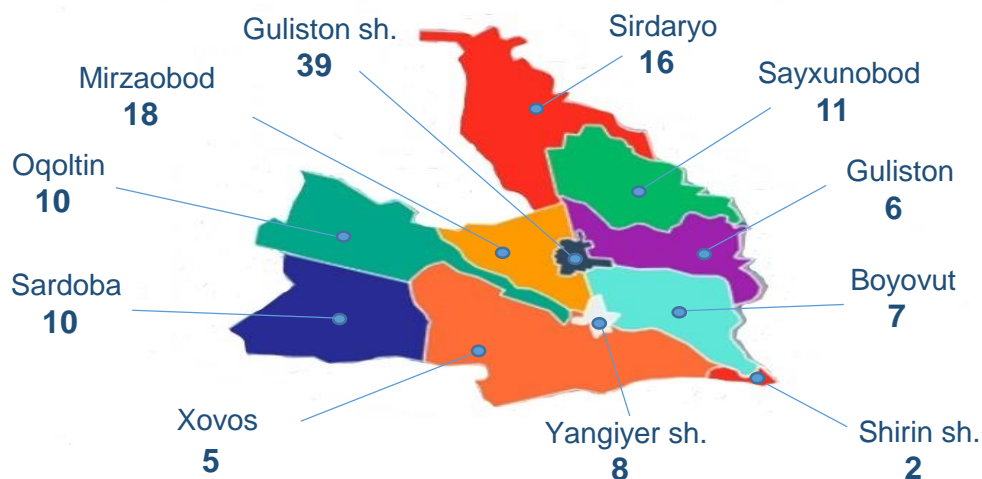 Guliston sh.
39
Sirdaryo
16
Mirzaobod
18
Sayxunobod
11
Oqoltin
10
Guliston
6
Sardoba
10
Boyovut
7
Xovos
5
Yangiyer sh.
8
Shirin sh.
2